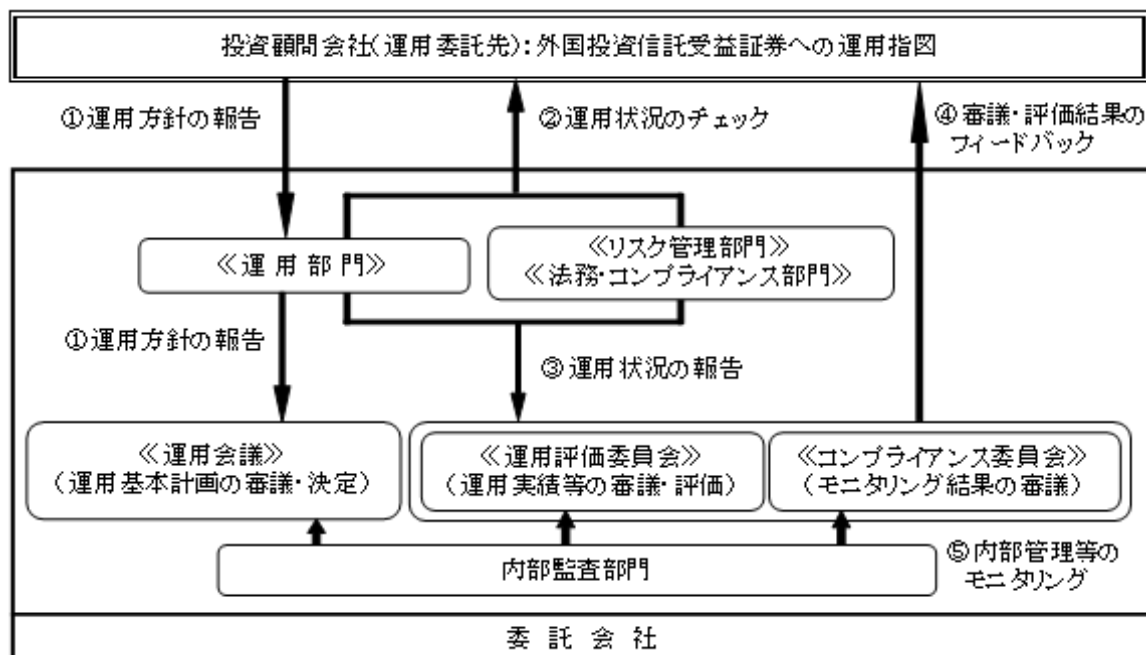 投資顧問会社(運用委託先):外国投資信託受益証券への運用指図
①運用方針の報告
②運用状況のチェック
④審議・評価結果の
フィードバック
≪運用部門≫
≪リスク管理部門≫
≪法務・コンプライアンス部門≫
①運用方針の報告
③運用状況の報告
≪運用会議≫
(運用基本計画の審議・決定)
≪運用評価委員会≫
(運用実績等の審議・評価)
≪コンプライアンス委員会≫
(モニタリング結果の審議)
内部監査部門
⑤内部管理等の
モニタリング
委託会社